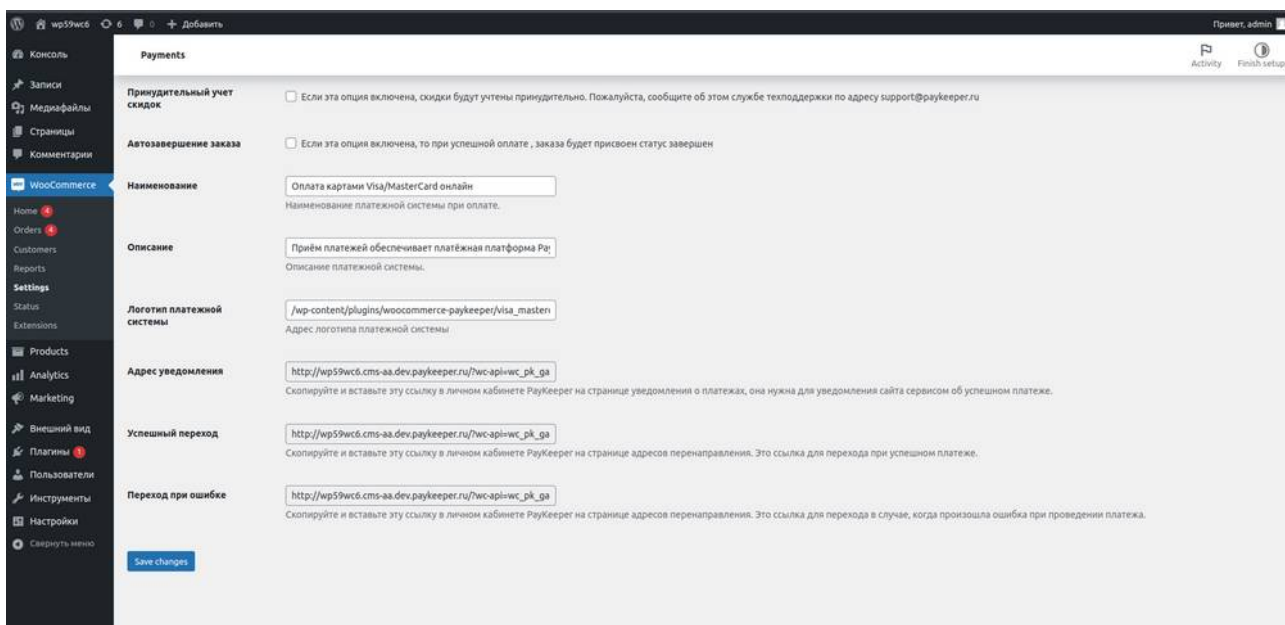 wp59wc6 6 0 + Добавить Привет, admin
Консоль
Payments
Activity Finish setup
Записи
Медиафайлы
Страницы
Комментарии
WooCommerce
Home 4
Orders 4
Customers
Reports
Settings
Status
Extensions
Products
Analytics
Marketing
Внешний вид
Плагины 1
Пользователи
Инструменты
Настройки
Свернуть меню
Принудительный учет
скидок
Если эта опция включена, скидки будут учтены принудительно. Пожалуйста, сообщите об этом службе техподдержки по адресу support@paykeeper.ru
Автозавершение заказа
Если эта опция включена, то при успешной оплате , заказа будет присвоен статус завершен
Наименование
Оплата картами Visa/MasterCard онлайн
Наименование платежной системы при оплате.
Описание
Приём платежей обеспечивает платёжная платформа Pay
Описание платежной системы.
Логотип платежной
системы
/wp-content/plugins/woocommerce-paykeeper/visa_masterc
Адрес логотипа платежной системы
Адрес уведомления
http://wp59wc6.cms-aa.dev.paykeeper.ru/?wc-api=wc_pk_ga
Скопируйте и вставьте эту ссылку в личном кабинете PayKeeper на странице уведомления о платежах, она нужна для уведомления сайта сервисом об успешном платеже.
Успешный переход
http://wp59wc6.cms-aa.dev.paykeeper.ru/?wc-api=wc_pk_ga
Скопируйте и вставьте эту ссылку в личном кабинете PayKeeper на странице адресов перенаправления. Это ссылка для перехода при успешном платеже.
Переход при ошибке
http://wp59wc6.cms-aa.dev.paykeeper.ru/?wc-api=wc_pk_ga
Скопируйте и вставьте эту ссылку в личном кабинете PayKeeper на странице адресов перенаправления. Это ссылка для перехода в случае, когда произошла ошибка при проведении платежа.
Save changes